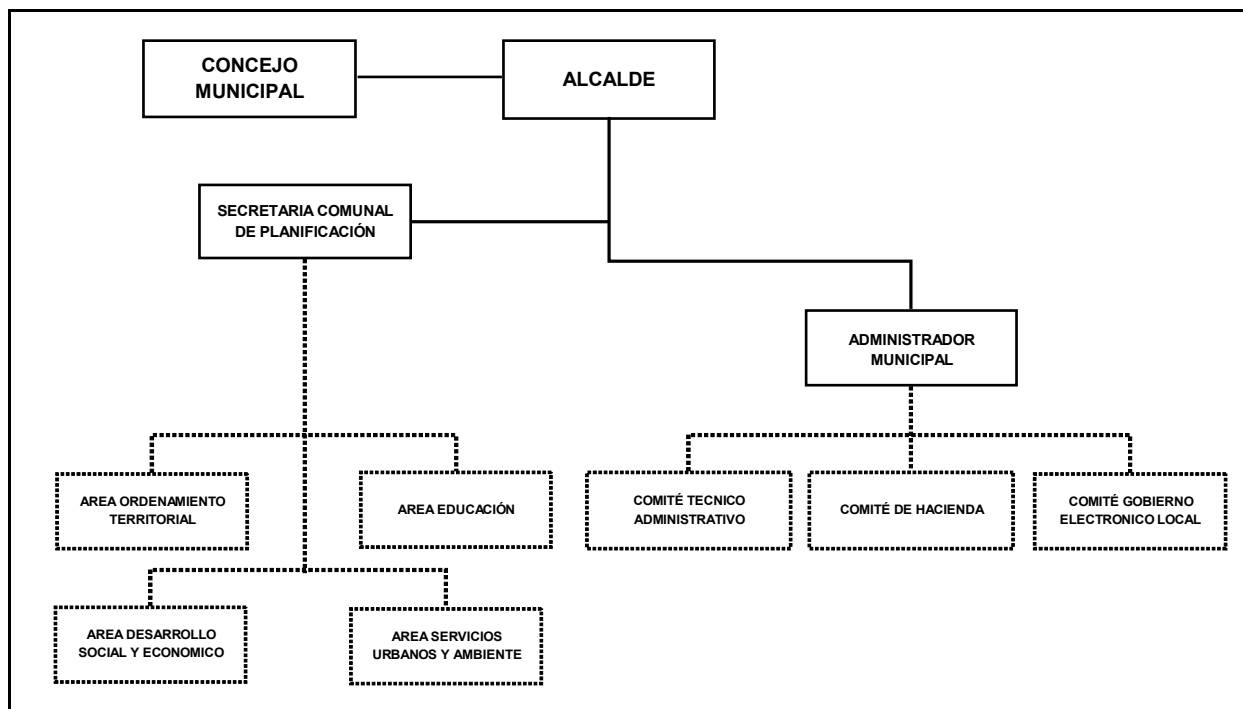 CONCEJO
MUNICIPAL
ALCALDE
SECRETARIA COMUNAL
DE PLANIFICACIÓN
ADMINISTRADOR
MUNICIPAL
AREA ORDENAMIENTO
TERRITORIAL
AREA EDUCACIÓN
COMITÉ TECNICO
ADMINISTRATIVO
COMITÉ DE HACIENDA
COMITÉ GOBIERNO
ELECTRONICO LOCAL
AREA DESARROLLO
SOCIAL Y ECONOMICO
AREA SERVICIOS
URBANOS Y AMBIENTE